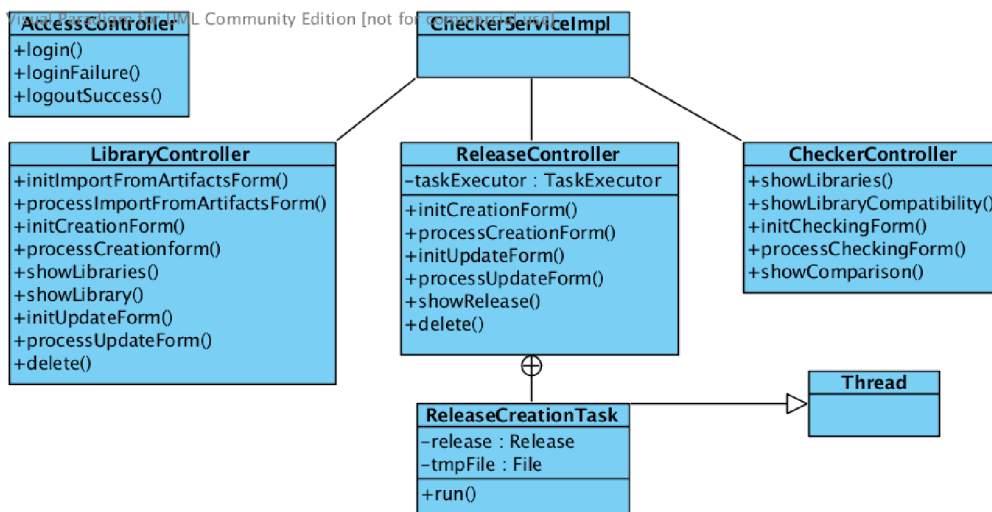 Visual Paradigm for UML Community Edition [not for commercial use]
AccessController
+login()
+loginFailure()
+logoutSuccess()
CheckerServiceImpl
LibraryController
+initImportFromArtifactsForm()
+processImportFromArtifactsForm()
+initCreationForm()
+processCreationform()
+showLibraries()
+showLibrary()
+initUpdateForm()
+processUpdateForm()
+delete()
ReleaseController
-taskExecutor : TaskExecutor
+initCreationForm()
+processCreationForm()
+initUpdateForm()
+processUpdateForm()
+showRelease()
+delete()
CheckerController
+showLibraries()
+showLibraryCompatibility()
+initCheckingForm()
+processCheckingForm()
+showComparison()
ReleaseCreationTask
-release : Release
-tmpFile : File
+run()
Thread